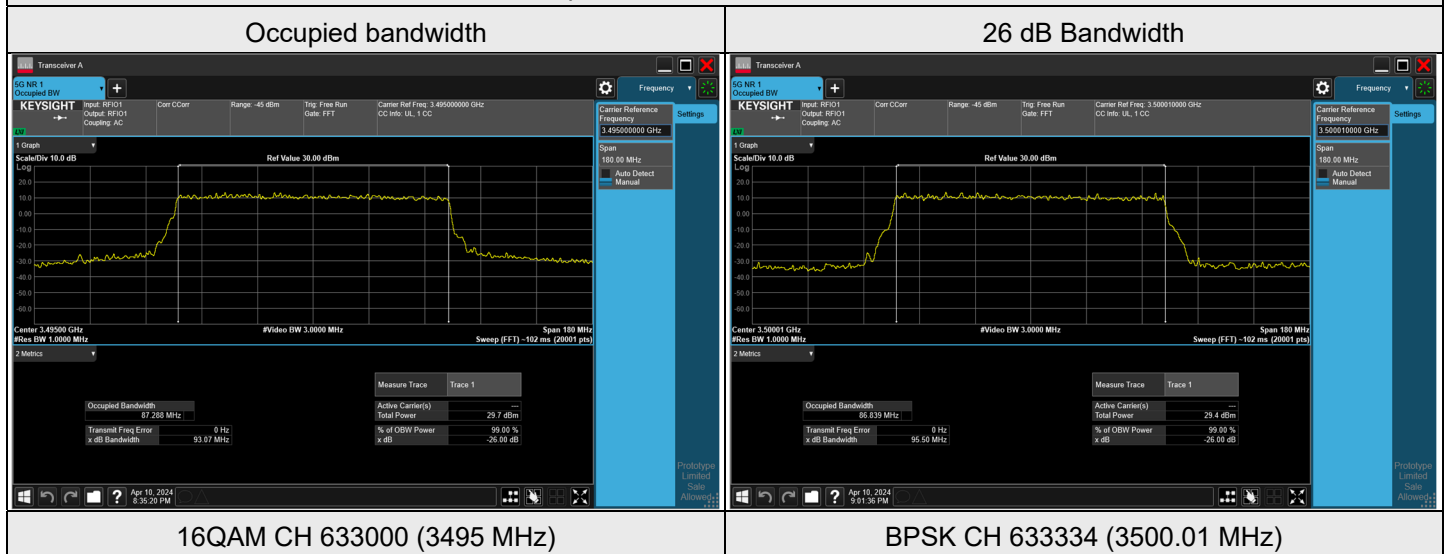 Occupied bandwidth
Transceiver A
5G NR 1
Occupied BW
+
Frequency
KEYSIGHT
Input: RFIO1
Output: RFIO1
Coupling: AC
Corr CCorr
Range: -45 dBm
Trig: Free Run
Gate: FFT
Carrier Ref Freq: 3.495000000 GHz
CC Info: UL, 1 CC
LXI
Carrier Reference
Frequency
3.495000000 GHz
Settings
Span
180.00 MHz
Auto Detect
Manual
1 Graph
Scale/Div 10.0 dB
Ref Value 30.00 dBm
Log
20.0
10.0
0.00
-10.0
-20.0
-30.0
-40.0
-50.0
-60.0
Center 3.49500 GHz
#Video BW 3.0000 MHz
Span 180 MHz
#Res BW 1.0000 MHz
Sweep (FFT) ~102 ms (20001 pts)
2 Metrics
Measure Trace Trace 1
Occupied Bandwidth
87.288 MHz
Active Carrier(s) ---
Total Power 29.7 dBm
Transmit Freq Error 0 Hz
x dB Bandwidth 93.07 MHz
% of OBW Power 99.00 %
x dB -26.00 dB
Prototype
Limited
Sale
Allowed
?
Apr 10, 2024
8:35:20 PM
16QAM CH 633000 (3495 MHz)
26 dB Bandwidth
Transceiver A
5G NR 1
Occupied BW
+
Frequency
KEYSIGHT
Input: RFIO1
Output: RFIO1
Coupling: AC
Corr CCorr
Range: -45 dBm
Trig: Free Run
Gate: FFT
Carrier Ref Freq: 3.500010000 GHz
CC Info: UL, 1 CC
LXI
Carrier Reference
Frequency
3.500010000 GHz
Settings
Span
180.00 MHz
Auto Detect
Manual
1 Graph
Scale/Div 10.0 dB
Ref Value 30.00 dBm
Log
20.0
10.0
0.00
-10.0
-20.0
-30.0
-40.0
-50.0
-60.0
Center 3.50001 GHz
#Video BW 3.0000 MHz
Span 180 MHz
#Res BW 1.0000 MHz
Sweep (FFT) ~102 ms (20001 pts)
2 Metrics
Measure Trace Trace 1
Occupied Bandwidth
86.839 MHz
Active Carrier(s) ---
Total Power 29.4 dBm
Transmit Freq Error 0 Hz
x dB Bandwidth 95.50 MHz
% of OBW Power 99.00 %
x dB -26.00 dB
Prototype
Limited
Sale
Allowed
?
Apr 10, 2024
9:01:36 PM
BPSK CH 633334 (3500.01 MHz)